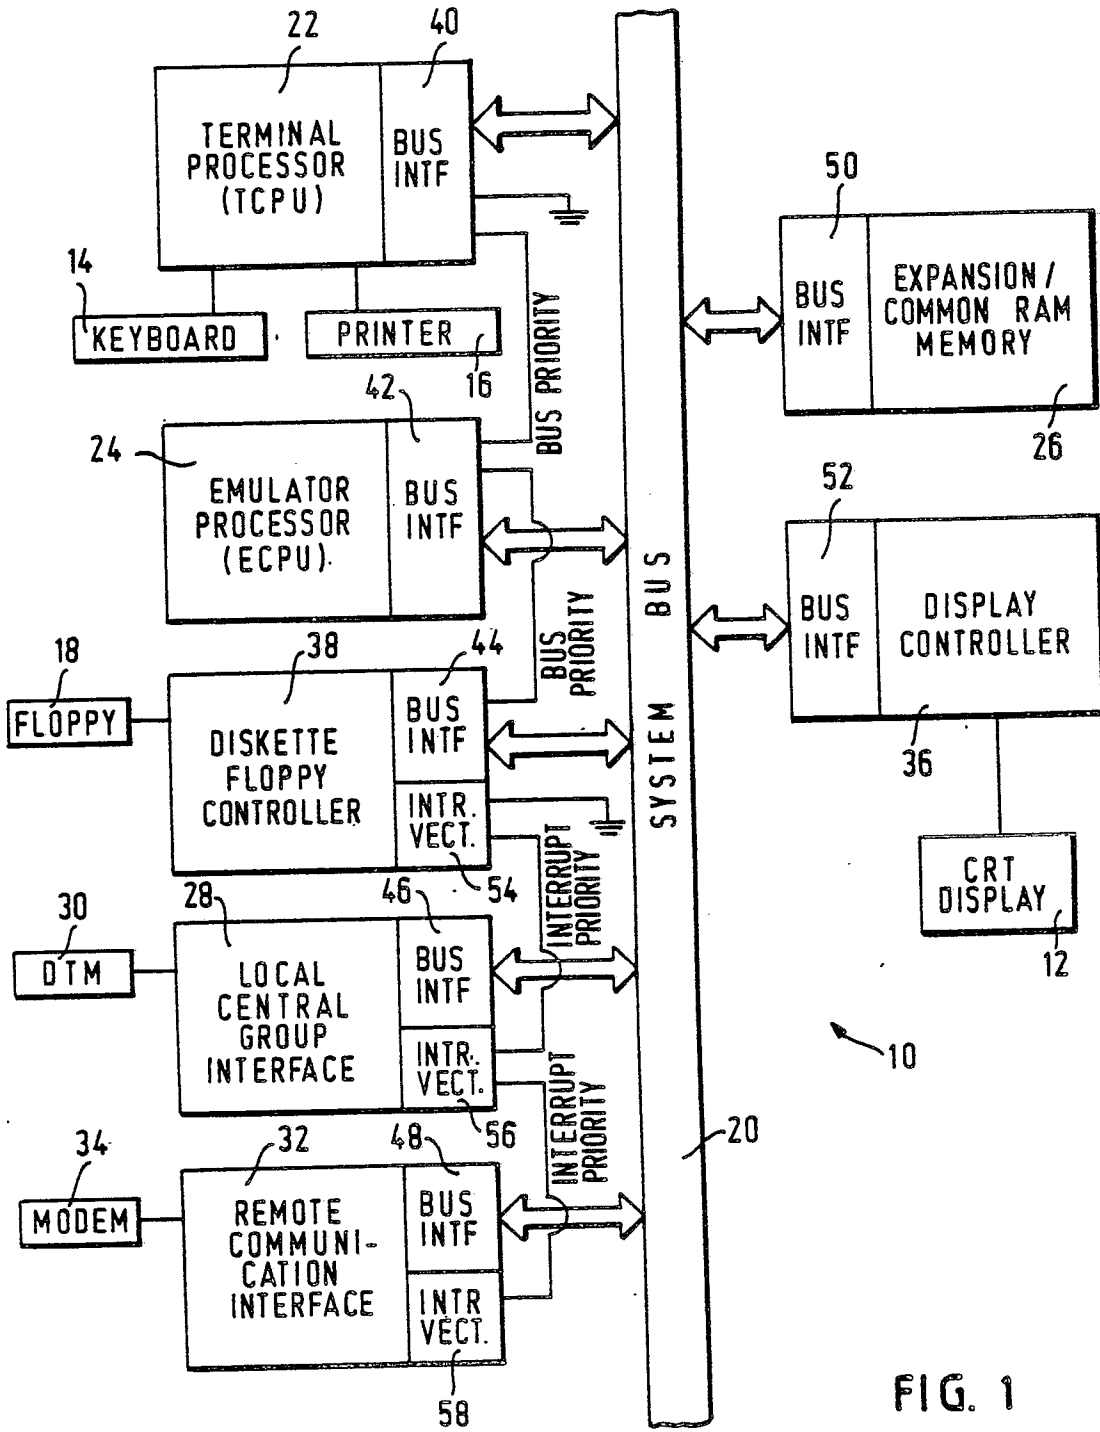 22
40
TERMINAL
PROCESSOR
(TCPU)
BUS
INTF
14
KEYBOARD
PRINTER
16
BUS PRIORITY
50
BUS
INTF
EXPANSION/
COMMON RAM
MEMORY
26
42
24
EMULATOR
PROCESSOR
(ECPU).
BUS
INTF
52
BUS
INTF
DISPLAY
CONTROLLER
36
CRT
DISPLAY
12
BUS
PRIORITY
SYSTEM BUS
18
FLOPPY
38
44
DISKETTE
FLOPPY
CONTROLLER
BUS
INTF
INTR.
VECT.
54
INTERRUPT
PRIORITY
30
DTM
28
46
LOCAL
CENTRAL
GROUP
INTERFACE
BUS
INTF
INTR.
VECT.
56
INTERRUPT
PRIORITY
10
20
34
MODEM
32
48
REMOTE
COMMUNI-
CATION
INTERFACE
BUS
INTF
INTR
VECT.
58
FIG. 1